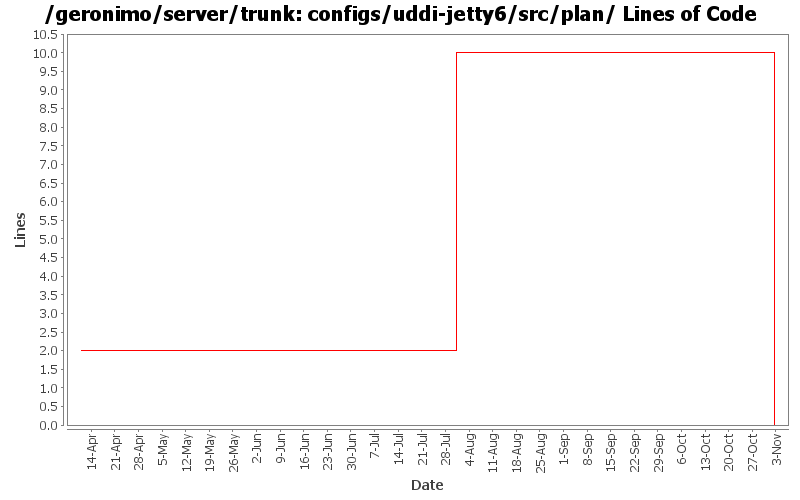 /geronimo/server/trunk: configs/uddi-jetty6/src/plan/ Lines of Code
10.5
10.0
9.5
9.0
8.5
8.0
7.5
7.0
6.5
6.0
5.5
5.0
4.5
4.0
3.5
3.0
2.5
2.0
1.5
1.0
0.5
0.0
Lines
14-Apr
21-Apr
28-Apr
5-May
12-May
19-May
26-May
2-Jun
9-Jun
16-Jun
23-Jun
30-Jun
7-Jul
14-Jul
21-Jul
28-Jul
4-Aug
11-Aug
18-Aug
25-Aug
1-Sep
8-Sep
15-Sep
22-Sep
29-Sep
6-Oct
13-Oct
20-Oct
27-Oct
3-Nov
Date